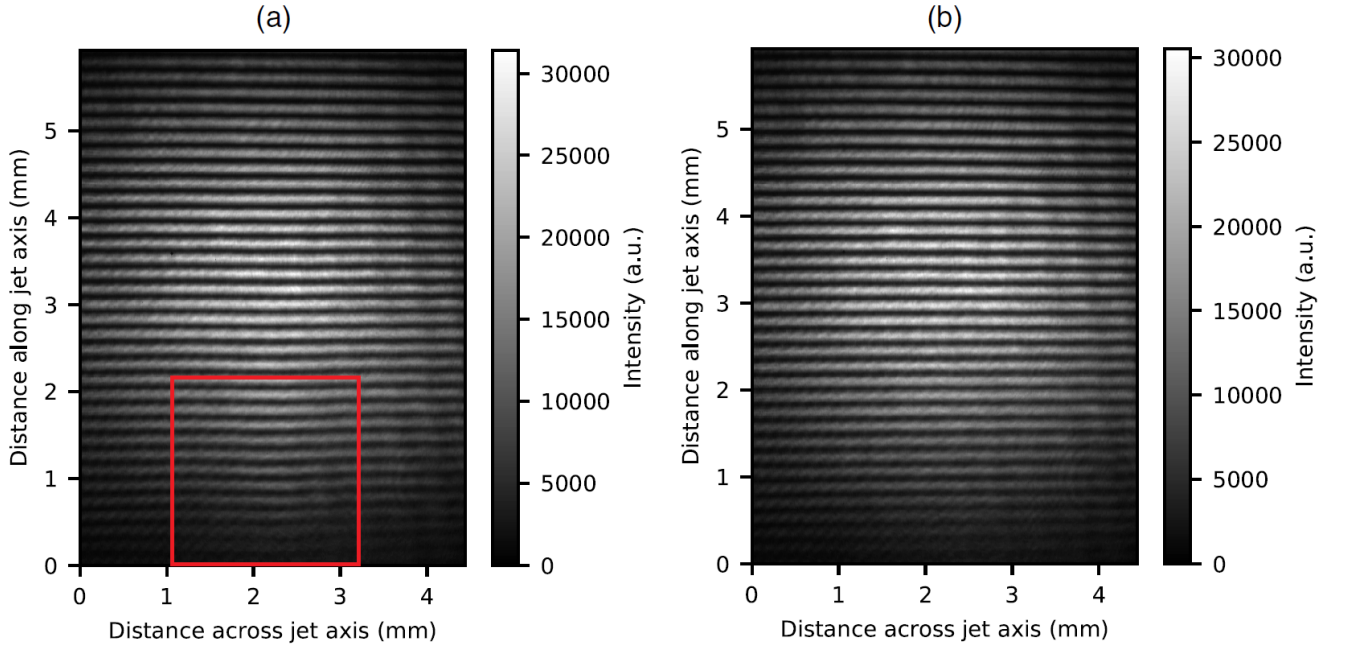 (a)
(b)
30000
25000
20000
15000
10000
5000
0
Intensity (a.u.)
5
4
3
2
1
0
Distance along jet axis (mm)
0 1 2 3 4
Distance across jet axis (mm)
30000
25000
20000
15000
10000
5000
0
Intensity (a.u.)
5
4
3
2
1
0
Distance along jet axis (mm)
0 1 2 3 4
Distance across jet axis (mm)